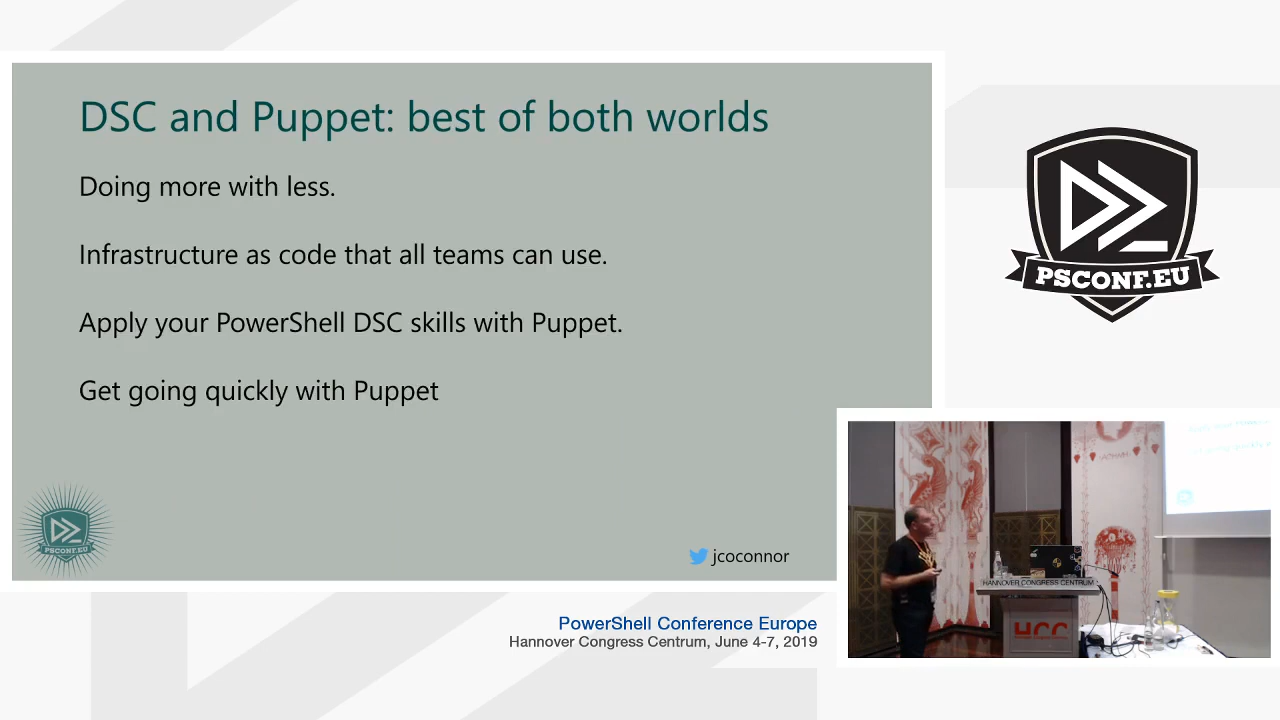 DSC and Puppet: best of both worlds
Doing more with less.
Infrastructure as code that all teams can use.
Apply your PowerShell DSC skills with Puppet.
Get going quickly with Puppet
PSCONF.EU
jcoconnor
PSCONF.EU
HANNOVER CONGRESS CENTRUM
HCC
PowerShell Conference Europe
Hannover Congress Centrum, June 4-7, 2019